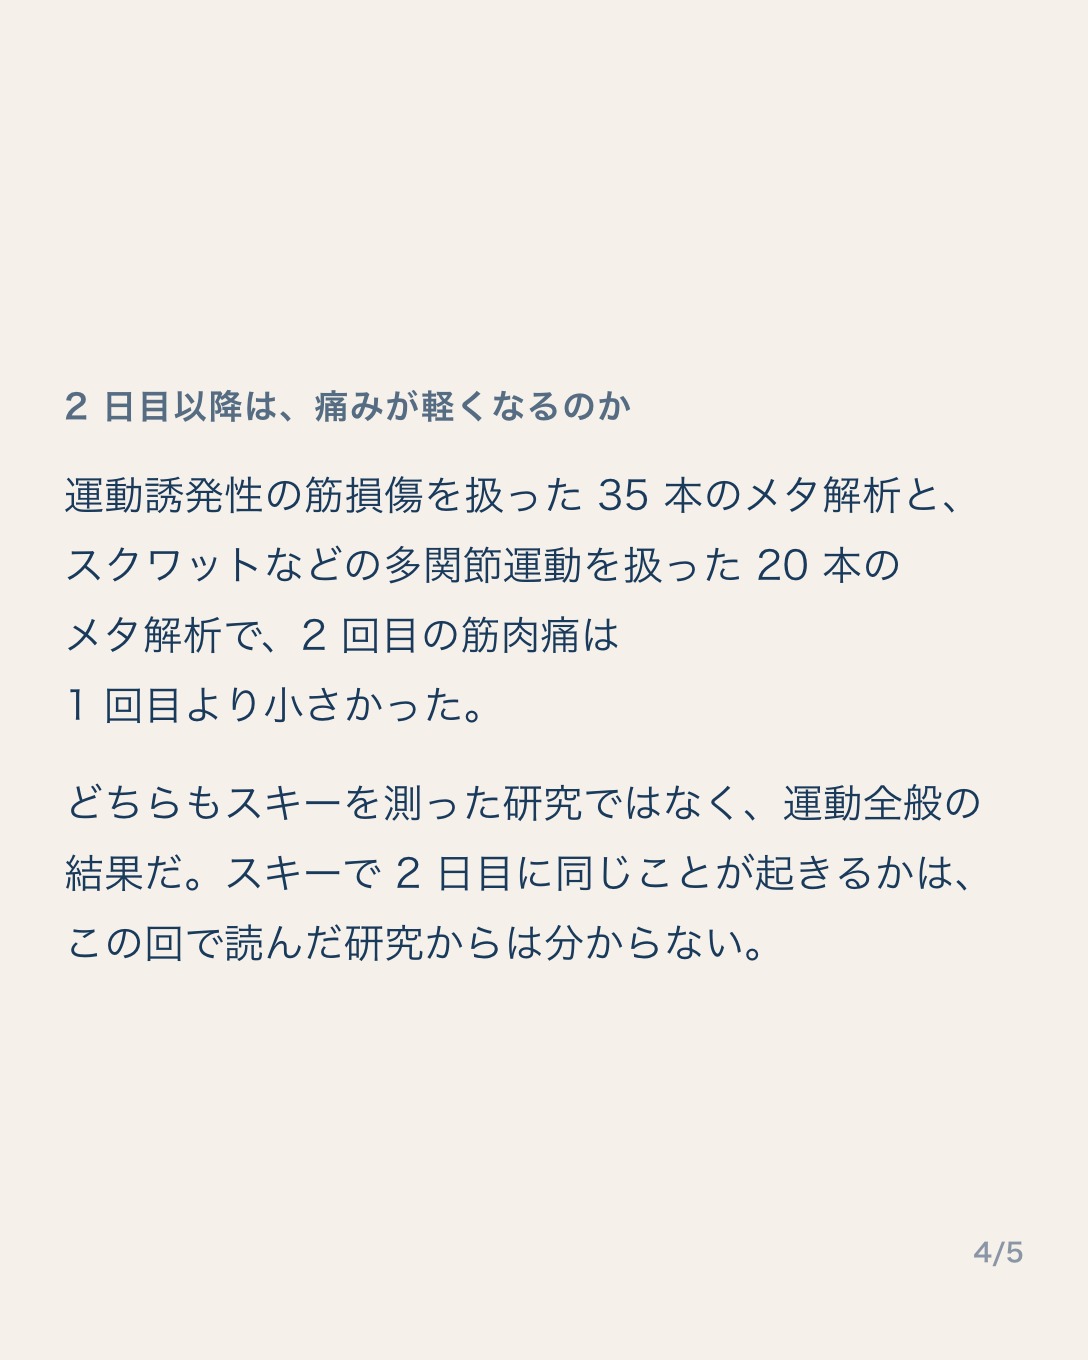 2 日目以降は、痛みが軽くなるのか
運動誘発性の筋損傷を扱った 35 本のメタ解析と、
スクワットなどの多関節運動を扱った 20 本の
メタ解析で、2 回目の筋肉痛は
1 回目より小さかった。
どちらもスキーを測った研究ではなく、運動全般の
結果だ。スキーで 2 日目に同じことが起きるかは、
この回で読んだ研究からは分からない。
4/5